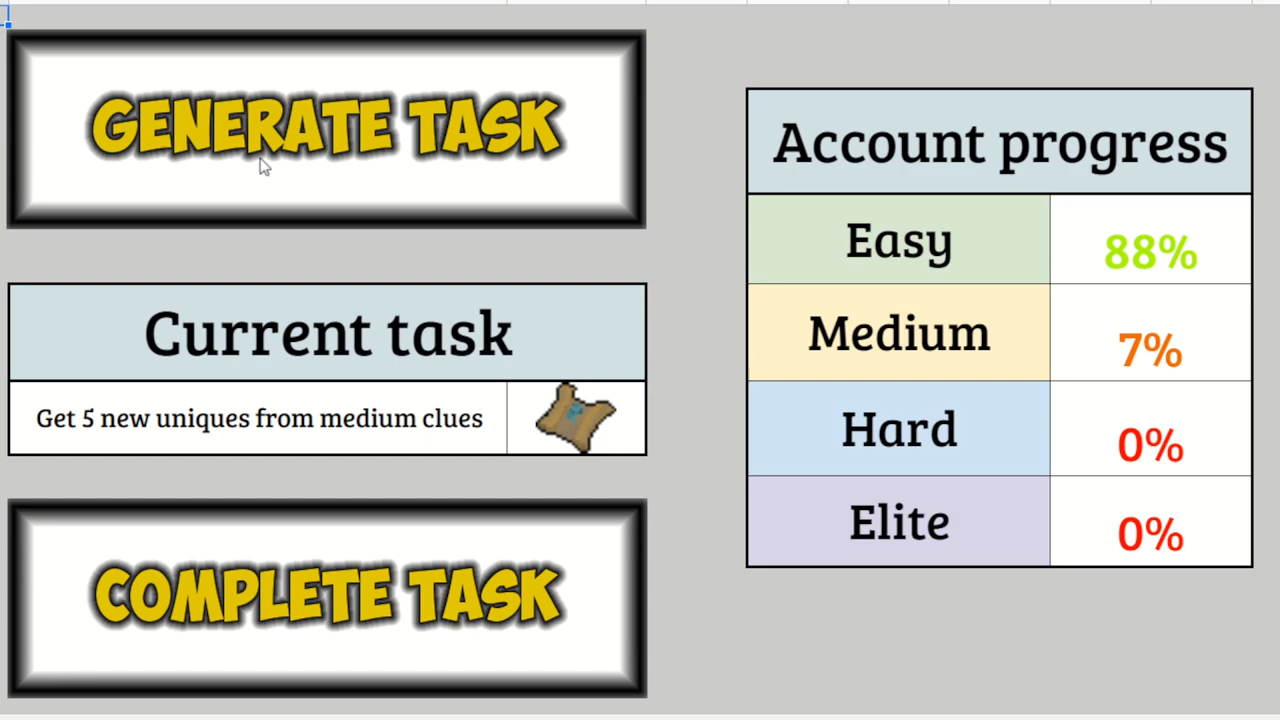 GENERATE TASK
Current task
Get 5 new uniques from medium clues
COMPLETE TASK
Account progress
Easy 88%
Medium 7%
Hard 0%
Elite 0%